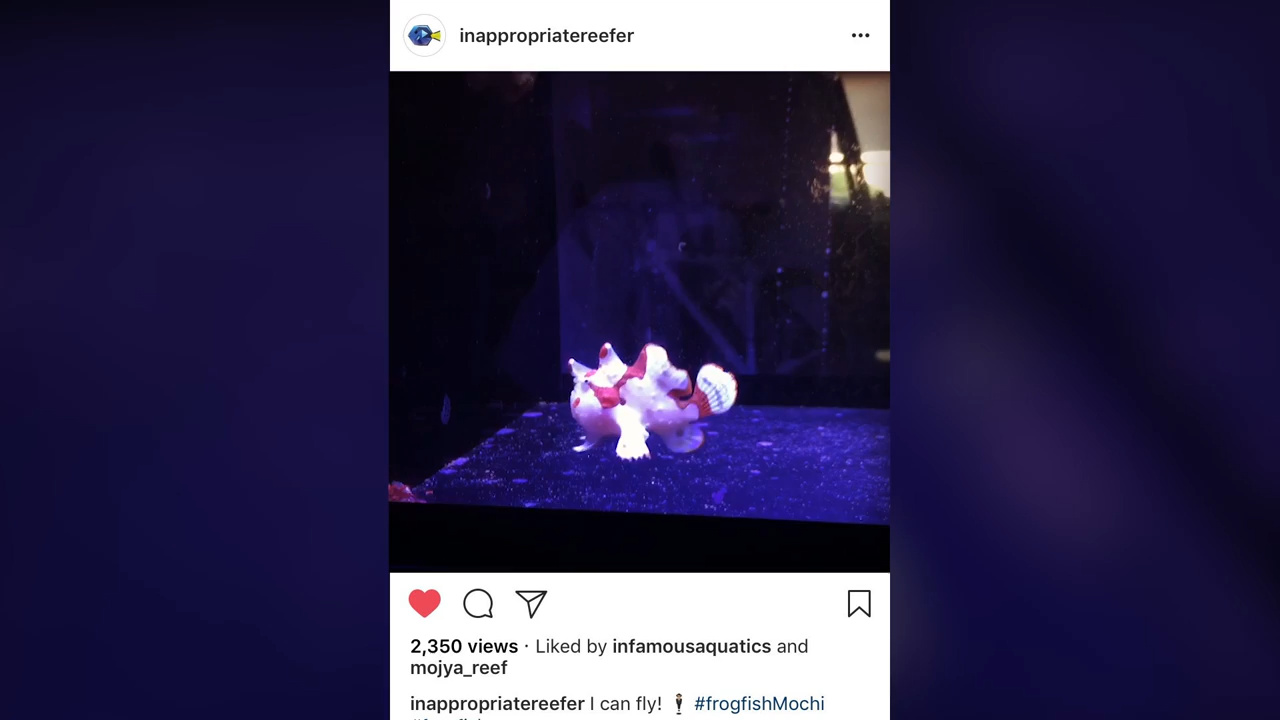 inappropriatereefer
2,350 views · Liked by infamousaquatics and
mojya_reef
inappropriatereefer I can fly! 🕴 #frogfishMochi